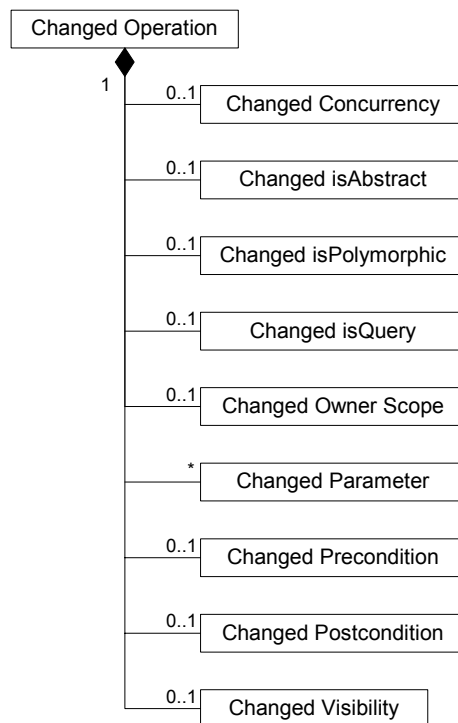 Changed Operation
1
0..1
Changed Concurrency
0..1
Changed isAbstract
0..1
Changed isPolymorphic
0..1
Changed isQuery
0..1
Changed Owner Scope
*
Changed Parameter
0..1
Changed Precondition
0..1
Changed Postcondition
0..1
Changed Visibility